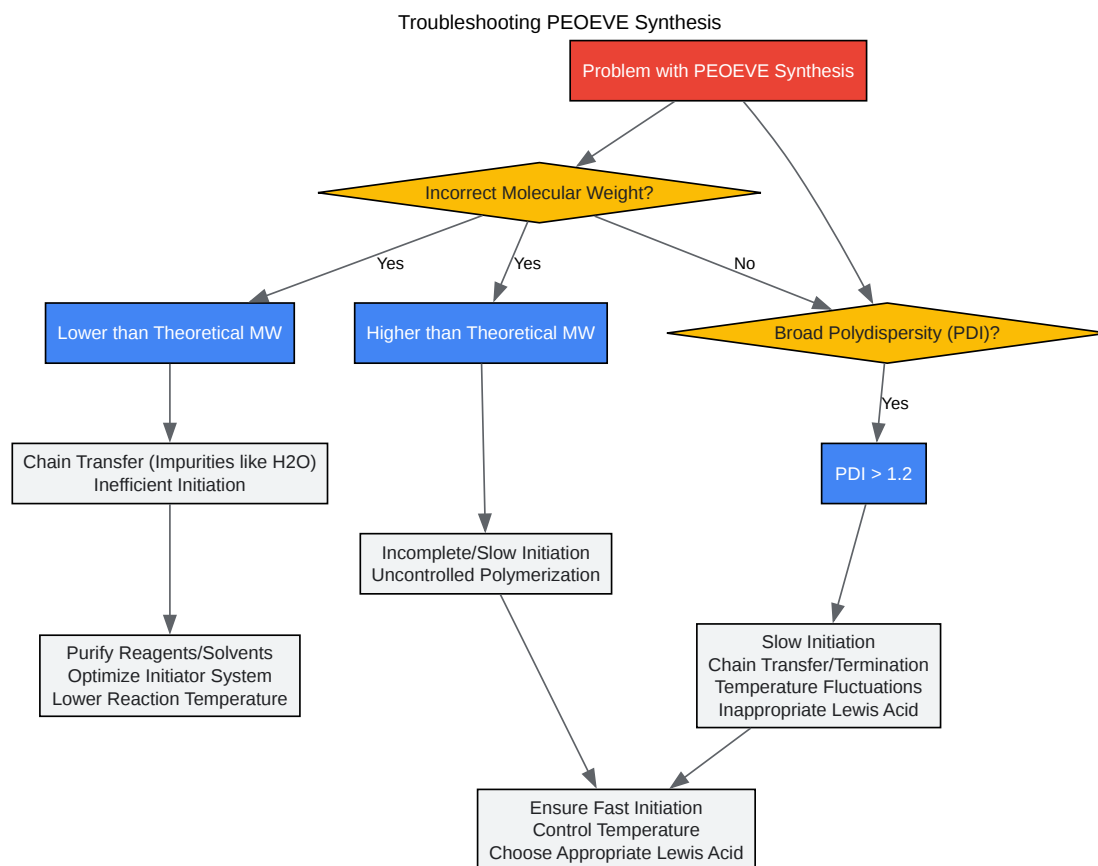 Troubleshooting PEOEVE Synthesis
Problem with PEOEVE Synthesis
Incorrect Molecular Weight?
Yes
Yes
No
Lower than Theoretical MW
Higher than Theoretical MW
Broad Polydispersity (PDI)?
Yes
Chain Transfer (Impurities like H2O)
Inefficient Initiation
PDI > 1.2
Incomplete/Slow Initiation
Uncontrolled Polymerization
Purify Reagents/Solvents
Optimize Initiator System
Lower Reaction Temperature
Slow Initiation
Chain Transfer/Termination
Temperature Fluctuations
Inappropriate Lewis Acid
Ensure Fast Initiation
Control Temperature
Choose Appropriate Lewis Acid